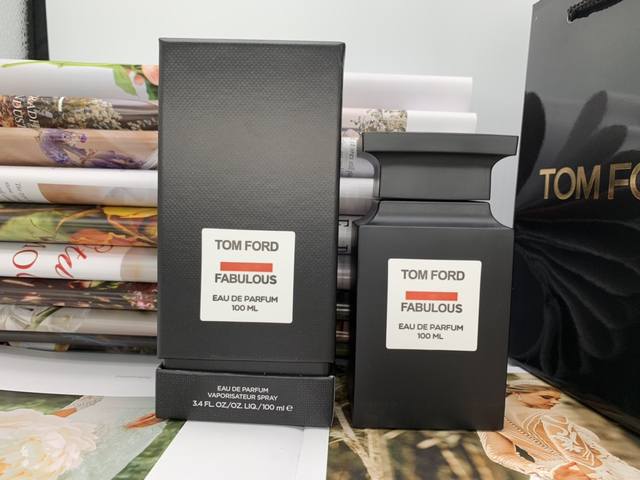 TOM FORD
FABULOUS
EAU DE PARFUM
100 ML
EAU DE PARFUM
VAPORISATEUR SPRAY
3.4 FL. OZ./OZ. LIQ./100 ml ℮
TOM FORD
FABULOUS
EAU DE PARFUM
100 ML
TOM FO